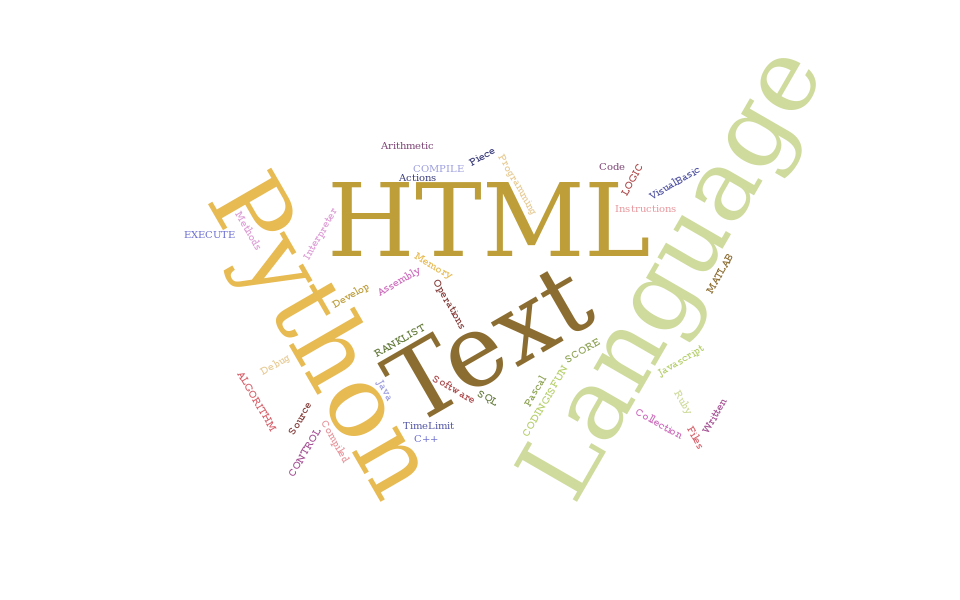 Arithmetic
COMPILE
Piece
Programming
Code
LOGIC
VisualBasic
Actions
HTML
Instructions
Language
Python
Methods
Interpreter
EXECUTE
Memory
Assembly
Develop
Operations
MATLAB
Text
RANKLIST
SCORE
Javascript
Debug
Java
Software
SQL
Pascal
CODINGISFUN
Ruby
ALGORITHM
Source
Compiled
CONTROL
TimeLimit
C++
Collection
Files
Written